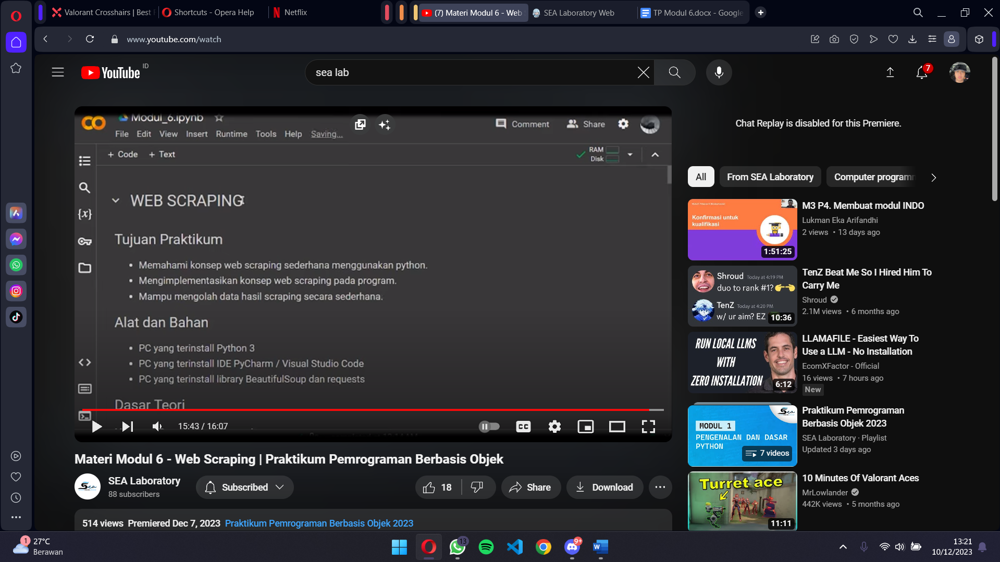 Valorant Crosshairs | Best
Shortcuts - Opera Help
Netflix
(7) Materi Modul 6 - Web
SEA Laboratory Web
TP Modul 6.docx - Google
www.youtube.com/watch
YouTube
ID
sea lab
7
Modul_6.ipynb
File Edit View Insert Runtime Tools Help Saving...
Comment
Share
+ Code + Text
RAM
Disk
WEB SCRAPING
Tujuan Praktikum
• Memahami konsep web scraping sederhana menggunakan python.
• Mengimplementasikan konsep web scraping pada program.
• Mampu mengolah data hasil scraping secara sederhana.
Alat dan Bahan
• PC yang terinstall Python 3
• PC yang terinstall IDE PyCharm / Visual Studio Code
• PC yang terinstall library BeautifulSoup dan requests
Dasar Teori
15:43 / 16:07
CC
Materi Modul 6 - Web Scraping | Praktikum Pemrograman Berbasis Objek
Sea
SEA Laboratory
88 subscribers
Subscribed
18
Share
Download
514 views Premiered Dec 7, 2023 Praktikum Pemrograman Berbasis Objek 2023
Chat Replay is disabled for this Premiere.
All
From SEA Laboratory
Computer programm
Konfirmasi untuk
kualifikasi
1:51:25
M3 P4. Membuat modul INDO
Lukman Eka Arifandhi
2 views • 13 days ago
Shroud Today at 4:19 PM
duo to rank #1?
TenZ Today at 4:20 PM
w/ ur aim? EZ
10:36
TenZ Beat Me So I Hired Him To
Carry Me
Shroud
2.1M views • 6 months ago
RUN LOCAL LLMS
WITH
ZERO INSTALLATION
6:12
LLAMAFILE - Easiest Way To
Use a LLM - No Installation
EcomXFactor - Official
16 views • 7 hours ago
New
Sea
MODUL 1
PENGENALAN DAN DASAR
PYTHON
7 videos
Praktikum Pemrograman
Berbasis Objek 2023
SEA Laboratory · Playlist
Updated 3 days ago
Turret ace
11:11
10 Minutes Of Valorant Aces
MrLowlander
442K views • 5 months ago
1
27°C
Berawan
13
9+
13:21
10/12/2023